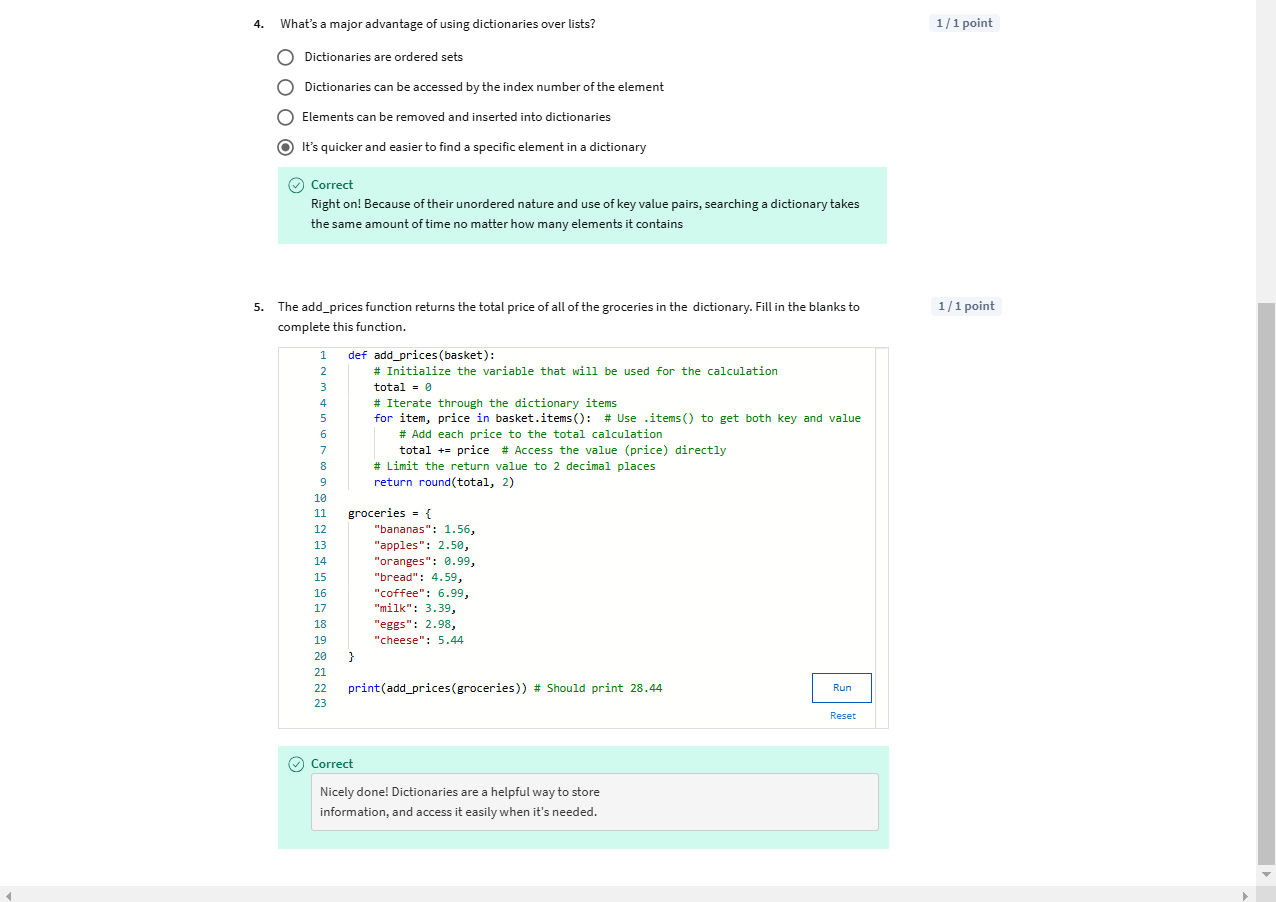 4. What's a major advantage of using dictionaries over lists? 1 / 1 point
Dictionaries are ordered sets
Dictionaries can be accessed by the index number of the element
Elements can be removed and inserted into dictionaries
It's quicker and easier to find a specific element in a dictionary
Correct
Right on! Because of their unordered nature and use of key value pairs, searching a dictionary takes
the same amount of time no matter how many elements it contains
5. The add_prices function returns the total price of all of the groceries in the dictionary. Fill in the blanks to 1 / 1 point
complete this function.
1 def add_prices(basket):
2     # Initialize the variable that will be used for the calculation
3     total = 0
4     # Iterate through the dictionary items
5     for item, price in basket.items():  # Use .items() to get both key and value
6         # Add each price to the total calculation
7         total += price  # Access the value (price) directly
8     # Limit the return value to 2 decimal places
9     return round(total, 2)
10
11 groceries = {
12     "bananas": 1.56,
13     "apples": 2.50,
14     "oranges": 0.99,
15     "bread": 4.59,
16     "coffee": 6.99,
17     "milk": 3.39,
18     "eggs": 2.98,
19     "cheese": 5.44
20 }
21
22 print(add_prices(groceries)) # Should print 28.44
Run
23
Reset
Correct
Nicely done! Dictionaries are a helpful way to store
information, and access it easily when it's needed.